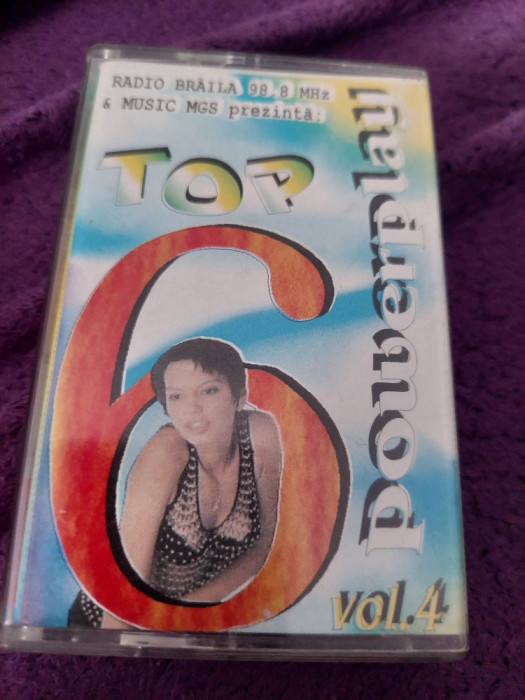 RADIO BRĂILA 98.8 MHz
& MUSIC MGS prezintă:
TOP
6
powerplay
vol.4